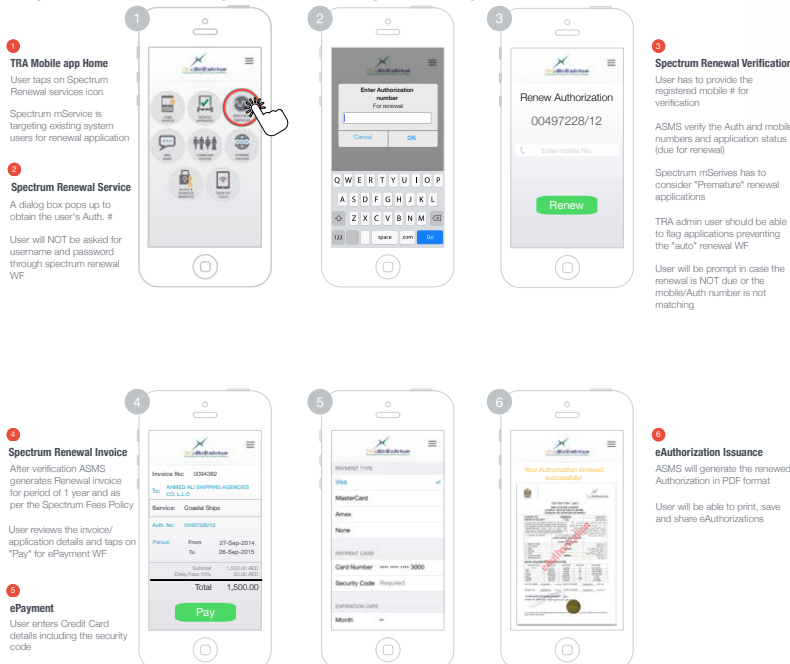 1
TRA Mobile app Home
User taps on Spectrum
Renewal services icon
Spectrum mService is
targeting existing system
users for renewal application
2
Spectrum Renewal Service
A dialog box pops up to
obtain the user's Auth. #
User will NOT be asked for
username and password
through spectrum renewal
WF
1
2
Enter Authorization
number
For renewal
Cancel OK
Q W E R T Y U I O P
A S D F G H J K L
Z X C V B N M
123 space .com Go
3
Renew Authorization
00497228/12
Enter mobile No.
Renew
3
Spectrum Renewal Verification
User has to provide the
registered mobile # for
verification
ASMS verify the Auth and mobile
numbers and application status
(due for renewal)
Spectrum mSerives has to
consider "Premature" renewal
applications
TRA admin user should be able
to flag applications preventing
the "auto" renewal WF
User will be prompt in case the
renewal is NOT due or the
mobile/Auth number is not
matching
4
Spectrum Renewal Invoice
After verification ASMS
generates Renewal invoice
for period of 1 year and as
per the Spectrum Fees Policy
User reviews the invoice/
application details and taps on
"Pay" for ePayment WF
5
ePayment
User enters Credit Card
details including the security
code
4
Invoice No: 0094382
To: AHMED ALI SHIPPING AGENCIES
CO. L.L.C
Service: Coastal Ships
Auth. No: 00497228/12
Period: From 27-Sep-2014
To 26-Sep-2015
Subtotal 1,500.00 AED
Delay Fees 10% 00.00 AED
Total 1,500.00
Pay
5
PAYMENT TYPE
Visa
MasterCard
Amex
None
PAYMENT CARD
Card Number •••• •••• •••• 3000
Security Code Required
EXPIRATION DATE
Month –
6
Your Authorization renewed
successfully!
6
eAuthorization Issuance
ASMS will generate the renewed
Authorization in PDF format
User will be able to print, save
and share eAuthorizations